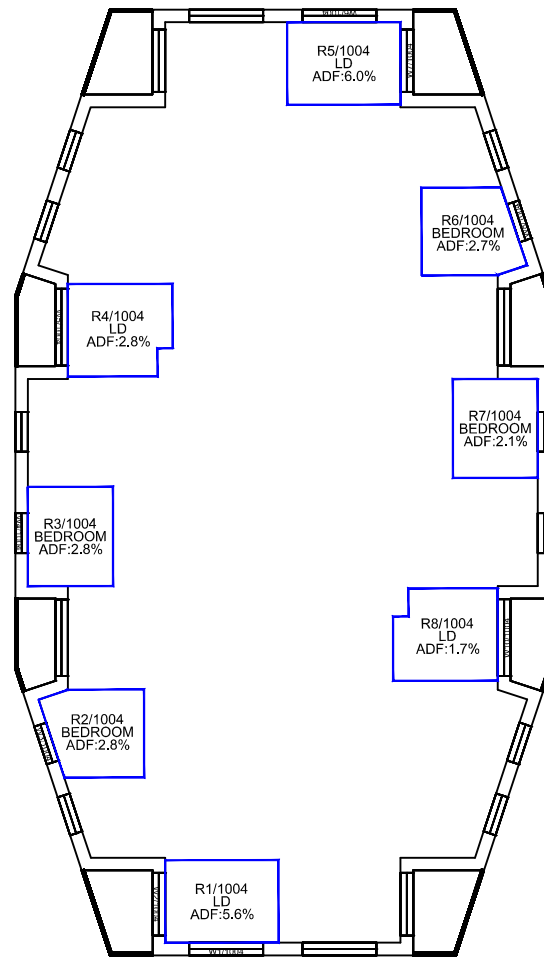 R5/1004
LD
ADF:6.0%
R6/1004
BEDROOM
ADF:2.7%
R4/1004
LD
ADF:2.8%
R7/1004
BEDROOM
ADF:2.1%
R3/1004
BEDROOM
ADF:2.8%
R8/1004
LD
ADF:1.7%
R2/1004
BEDROOM
ADF:2.8%
R1/1004
LD
ADF:5.6%
W1/1004